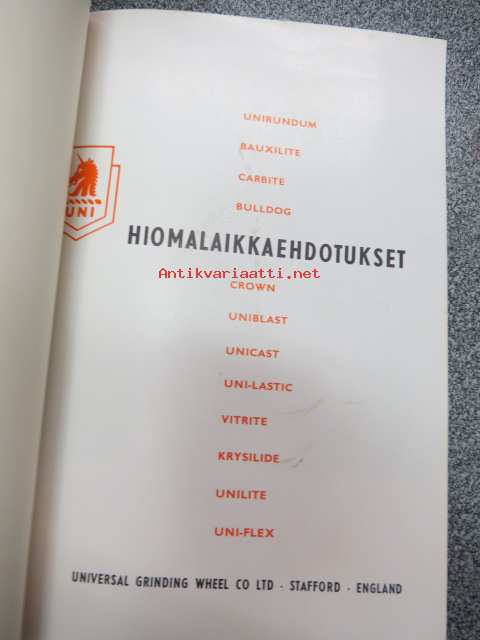 UNIRUNDUM
BAUXILITE
CARBITE
BULLDOG
UNI
HIOMALAIKKAEHDOTUKSET
Antikvariaatti.net
CROWN
UNIBLAST
UNICAST
UNI-LASTIC
VITRITE
KRYSILIDE
UNILITE
UNI-FLEX
UNIVERSAL GRINDING WHEEL CO LTD · STAFFORD · ENGLAND